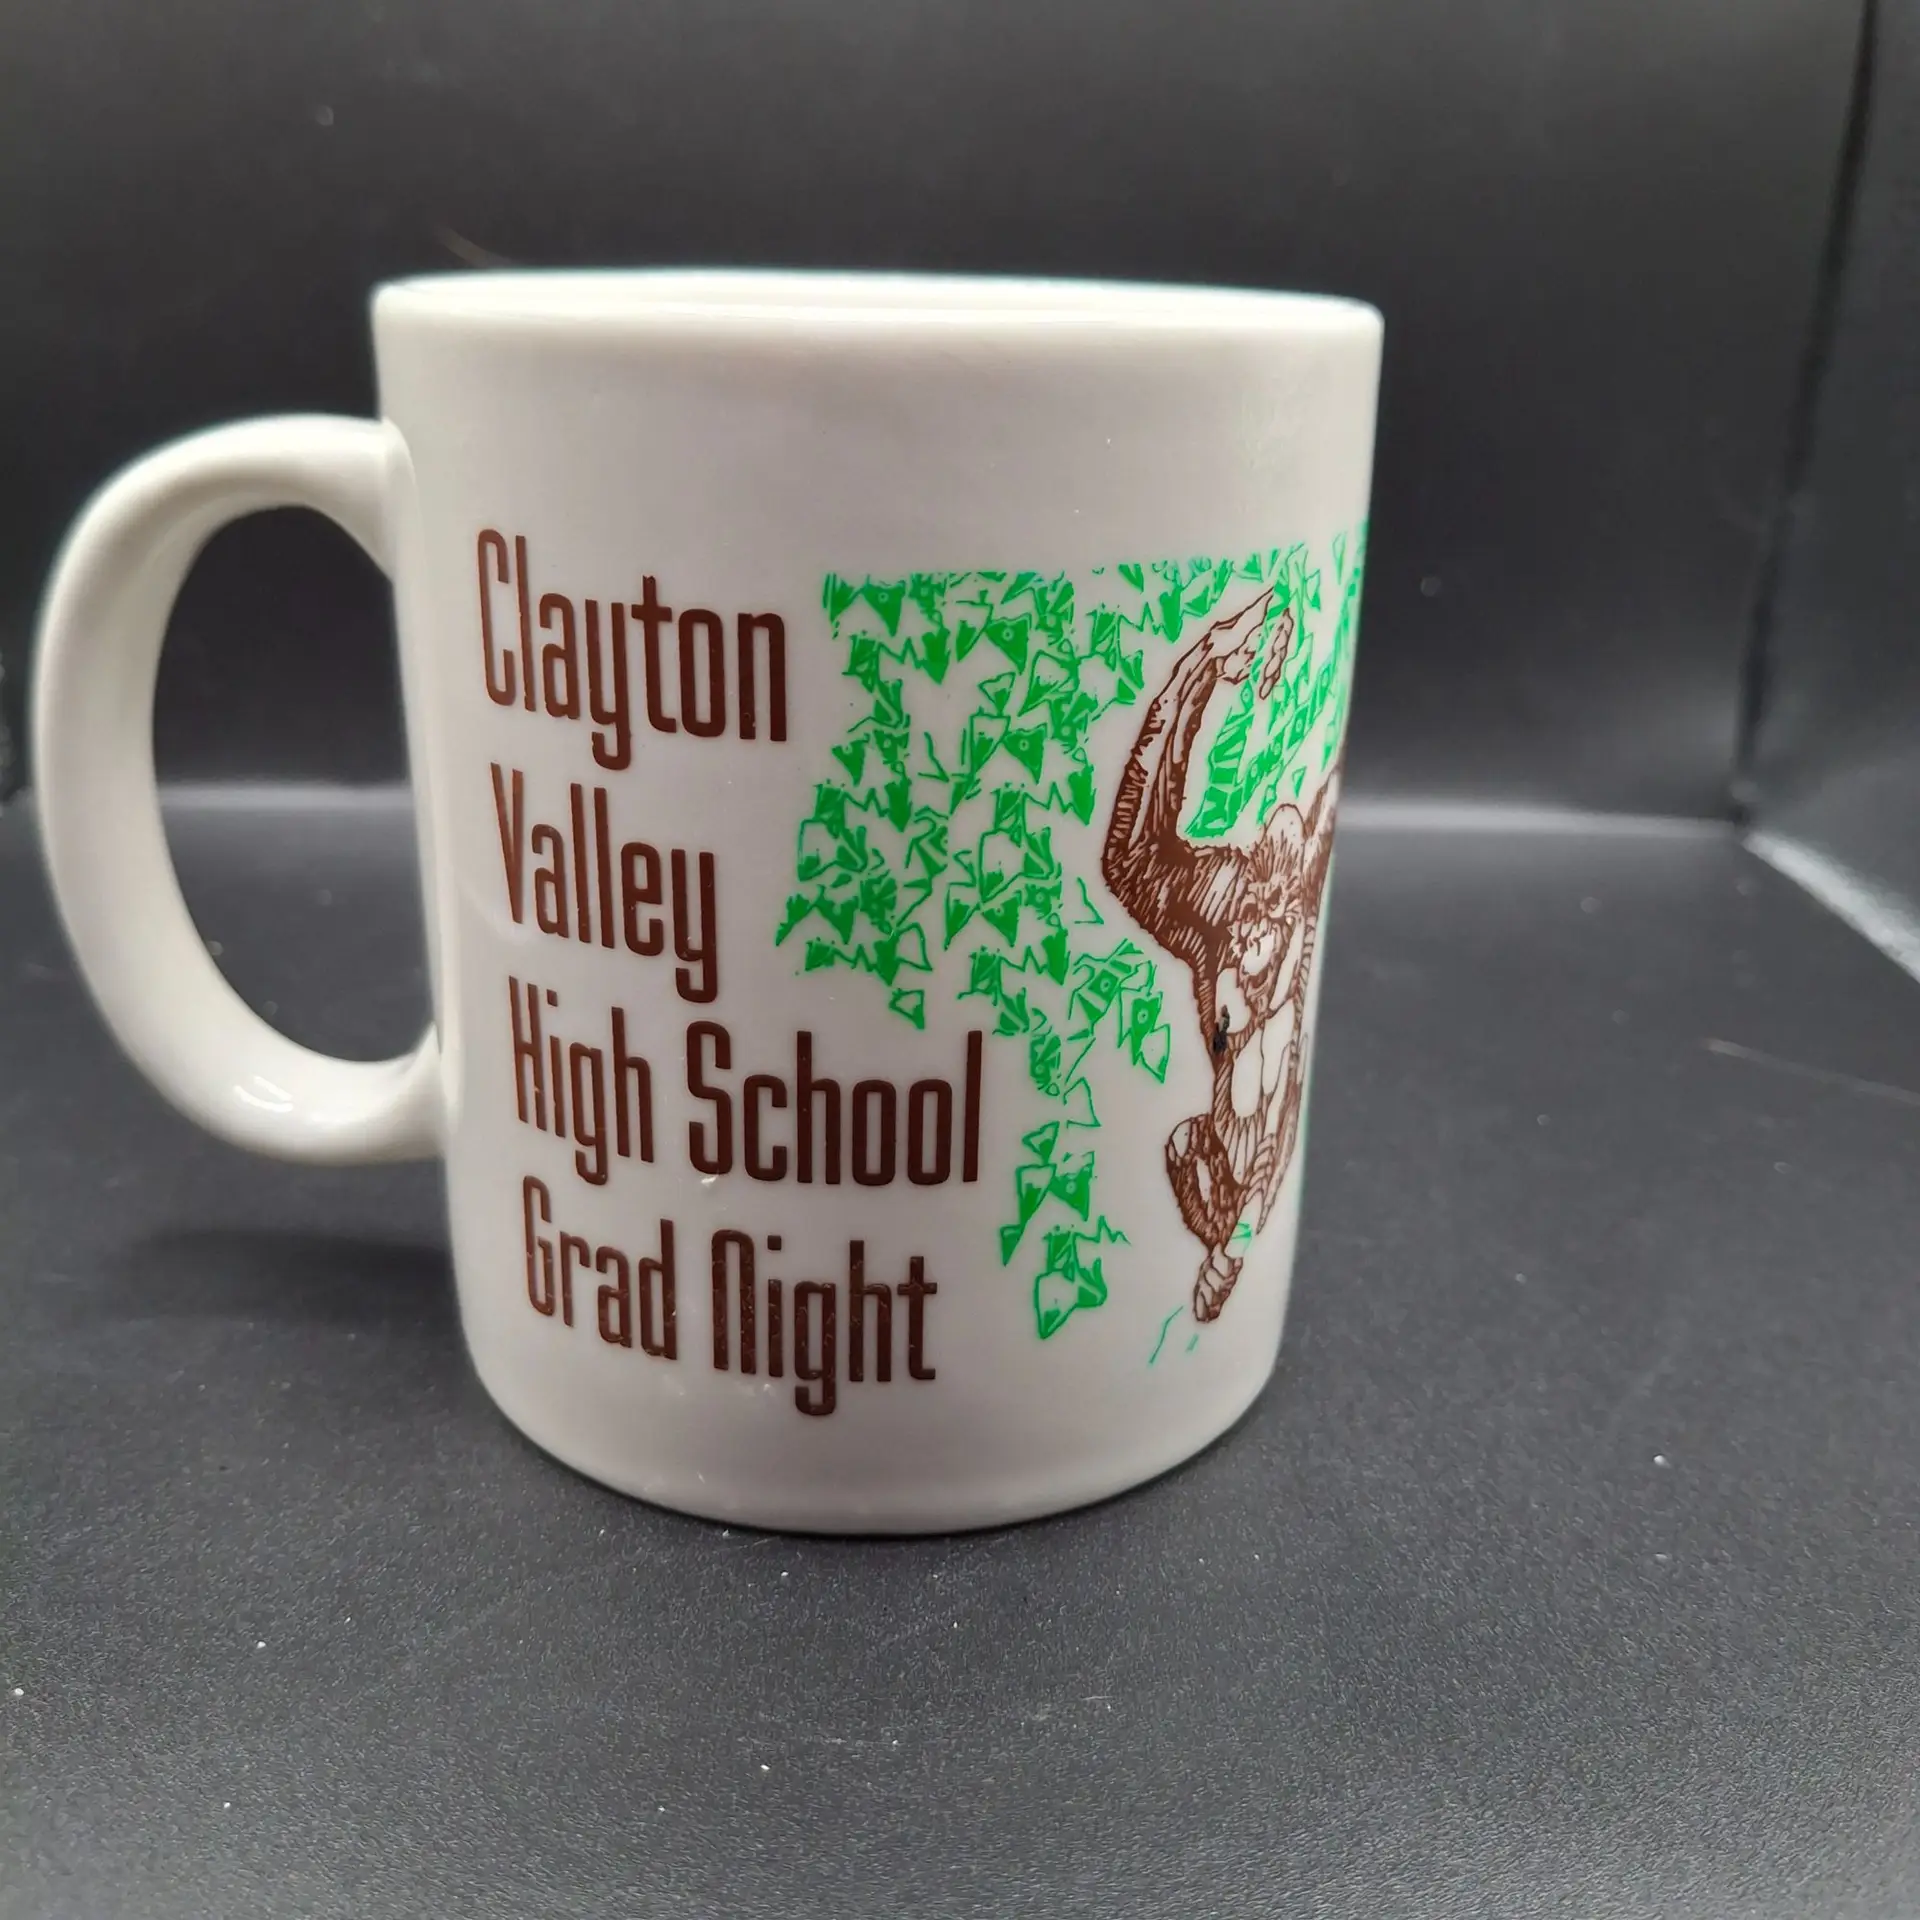 Clayton
Valley
High School
Grad Night